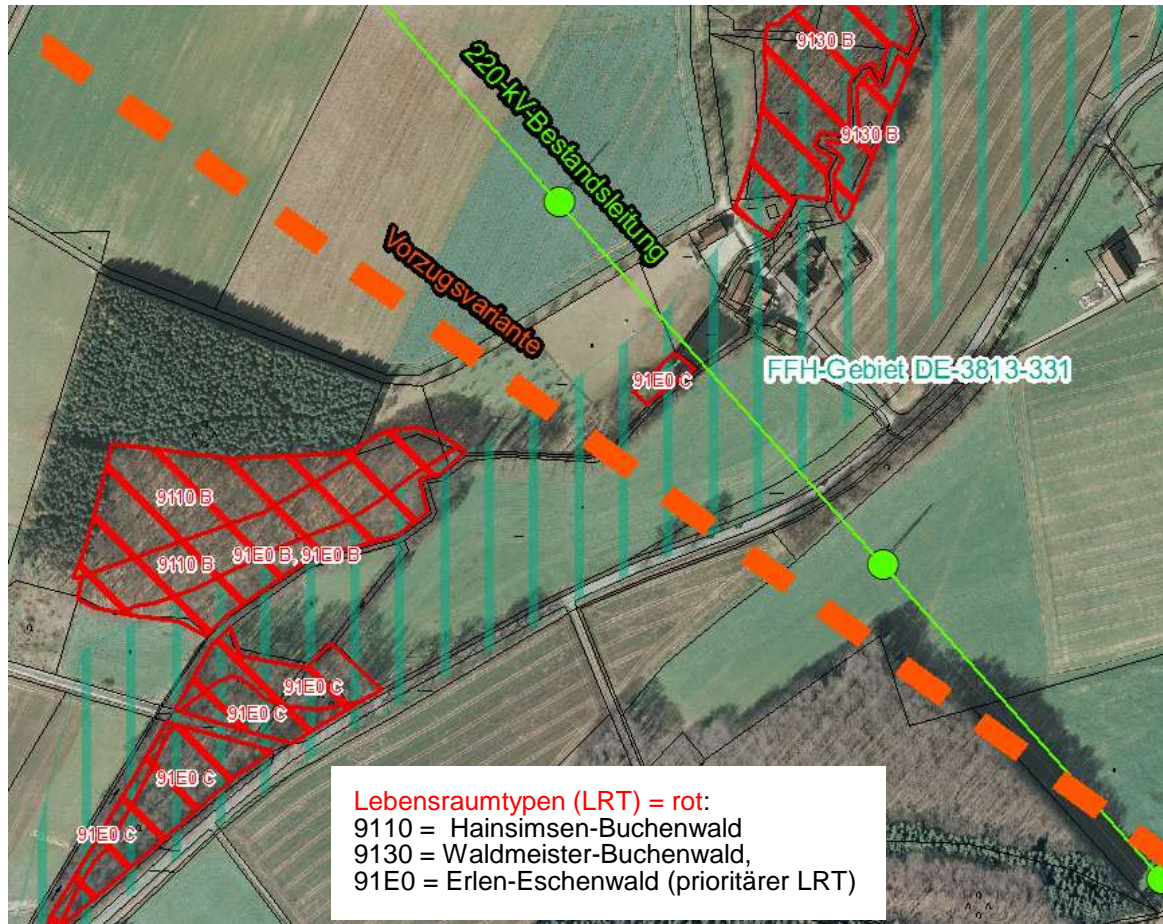 9130 B
220-kV-Bestandsleitung
9130 B
Vorzugsvariante
FFH-Gebiet DE-3813-331
91E0 C
9110 B
9110 B
91E0 B, 91E0 B
91E0 C
91E0 C
91E0 C
91E0 C
Lebensraumtypen (LRT) = rot:
9110 = Hainsimsen-Buchenwald
9130 = Waldmeister-Buchenwald,
91E0 = Erlen-Eschenwald (prioritärer LRT)